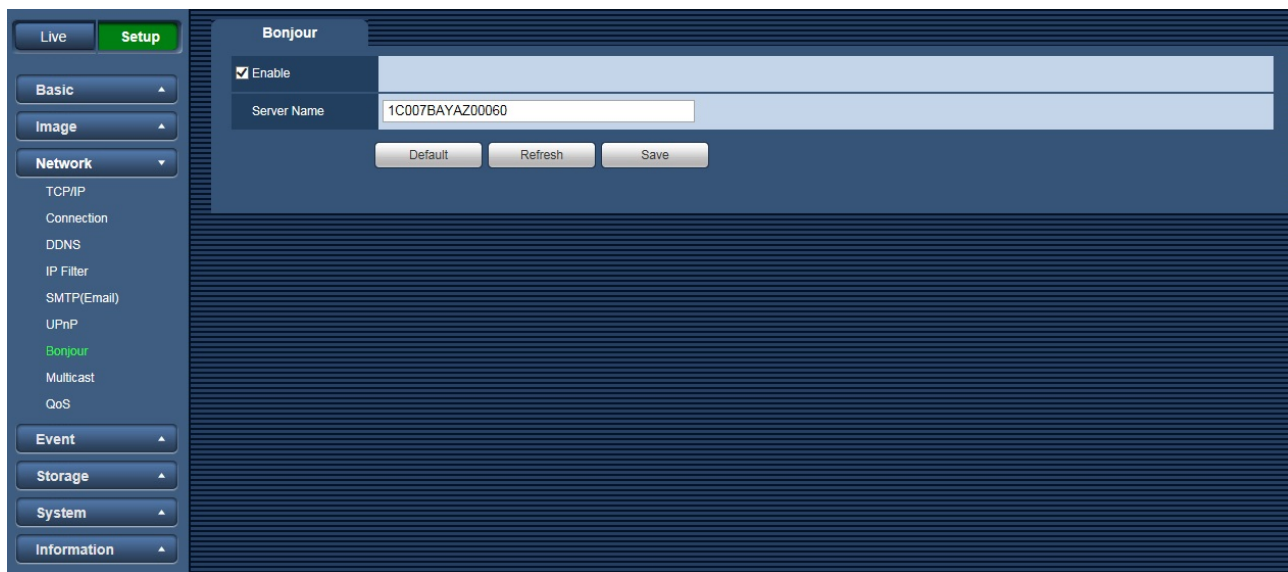 Live Setup
Basic
Image
Network
TCP/IP
Connection
DDNS
IP Filter
SMTP(Email)
UPnP
Bonjour
Multicast
QoS
Event
Storage
System
Information
Bonjour
Enable
Server Name 1C007BAYAZ00060
Default Refresh Save